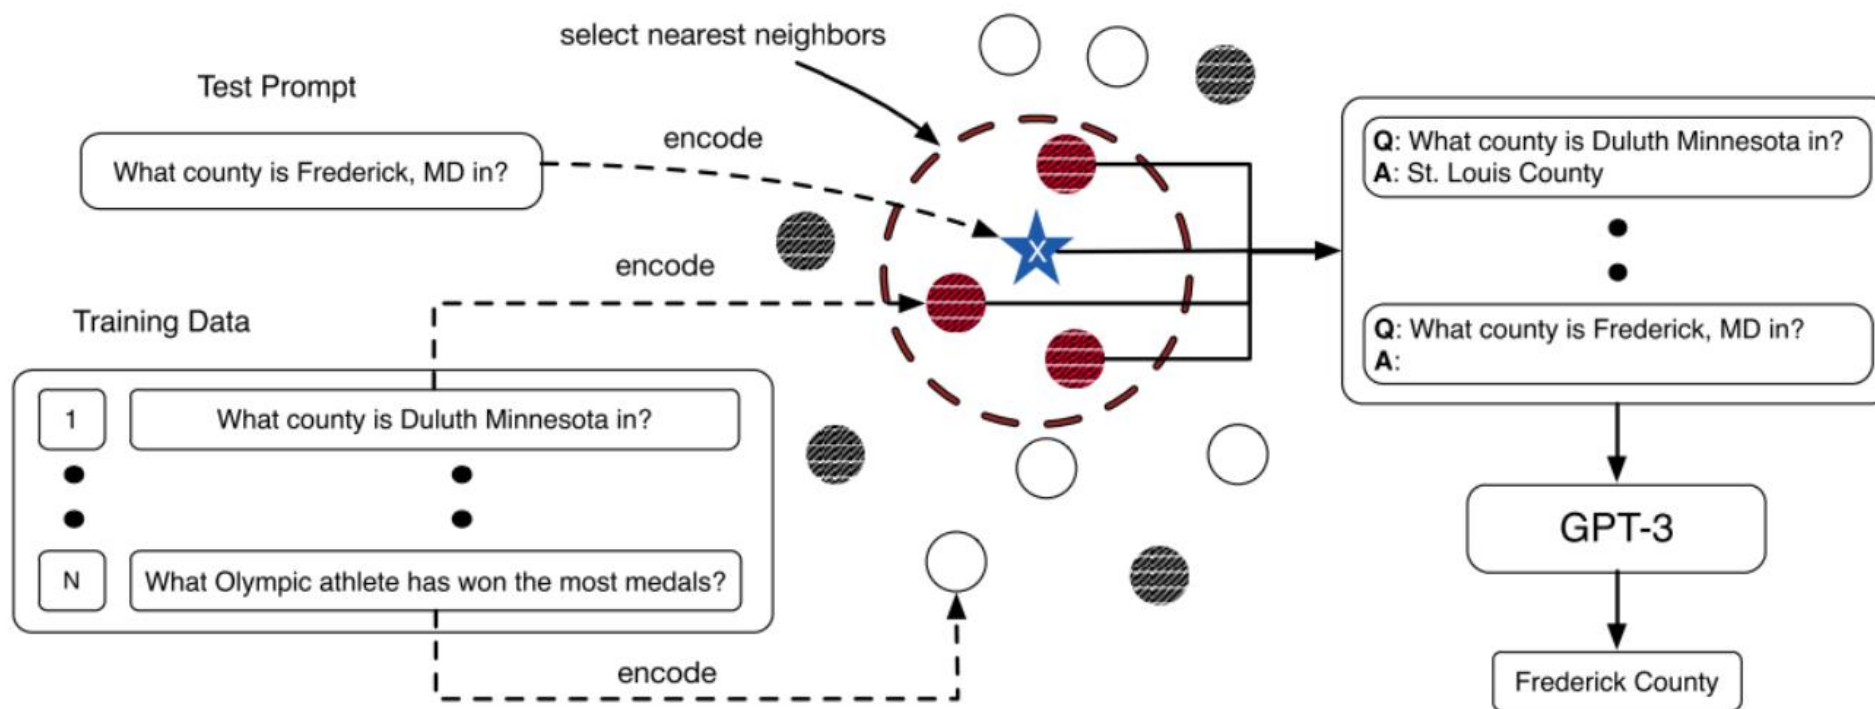 select nearest neighbors
Test Prompt
encode
What county is Frederick, MD in?
X
encode
Training Data
1
What county is Duluth Minnesota in?
N
What Olympic athlete has won the most medals?
encode
Q: What county is Duluth Minnesota in?
A: St. Louis County
Q: What county is Frederick, MD in?
A:
GPT-3
Frederick County